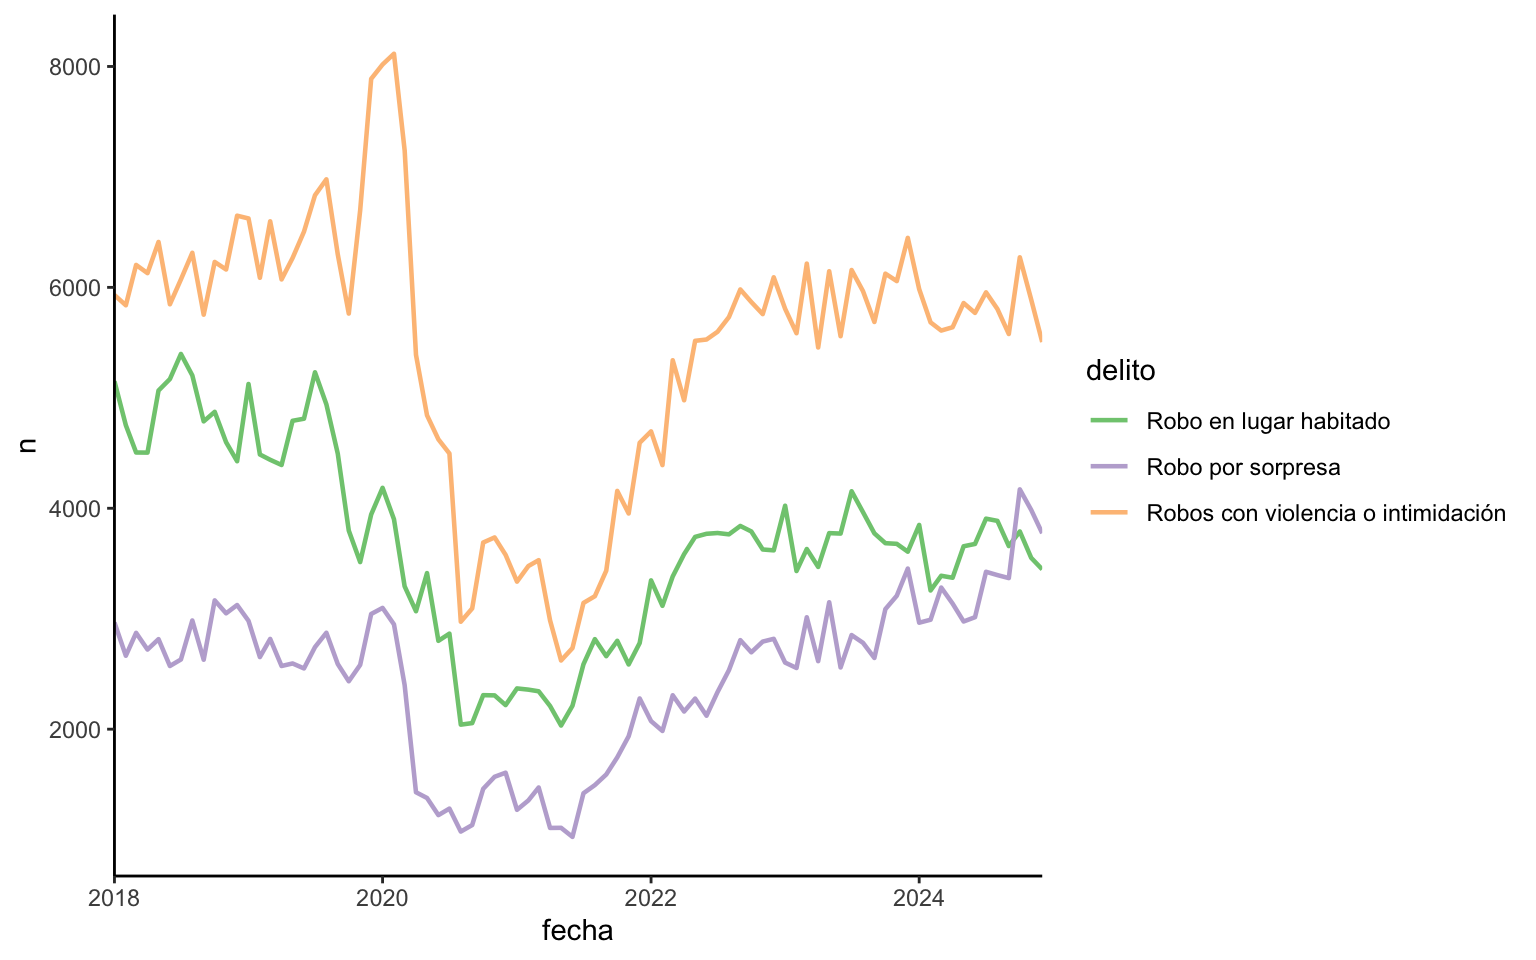 8000
6000
4000
2000
n
2018
2020
2022
2024
fecha
delito
Robo en lugar habitado
Robo por sorpresa
Robos con violencia o intimidación